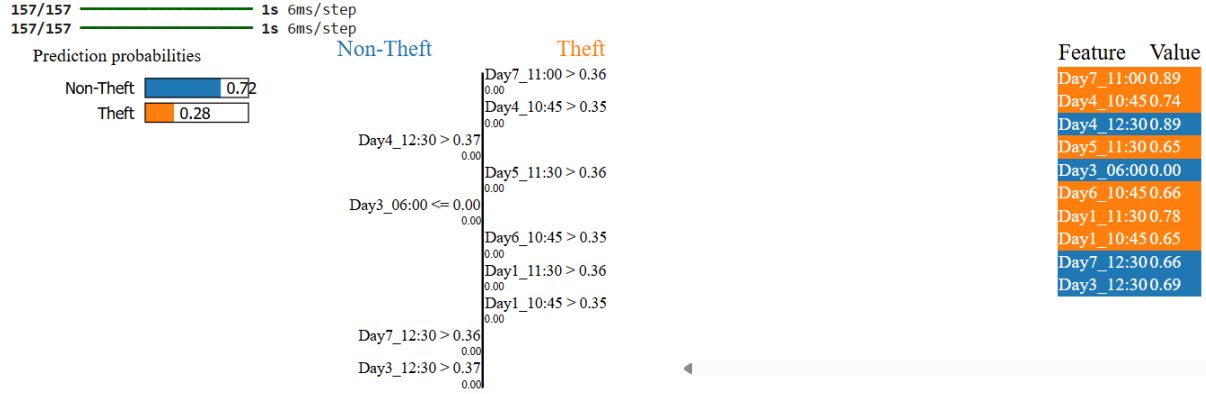 157/157 ━━━━━━━━━━━━━━━━━━━━ 1s 6ms/step
157/157 ━━━━━━━━━━━━━━━━━━━━ 1s 6ms/step
Prediction probabilities
Non-Theft 0.72
Theft 0.28
Non-Theft Theft
Day7_11:00 > 0.36
0.00
Day4_10:45 > 0.35
0.00
Day4_12:30 > 0.37
0.00
Day5_11:30 > 0.36
0.00
Day3_06:00 <= 0.00
0.00
Day6_10:45 > 0.35
0.00
Day1_11:30 > 0.36
0.00
Day1_10:45 > 0.35
0.00
Day7_12:30 > 0.36
0.00
Day3_12:30 > 0.37
0.00
Feature Value
Day7_11:00 0.89
Day4_10:45 0.74
Day4_12:30 0.89
Day5_11:30 0.65
Day3_06:00 0.00
Day6_10:45 0.66
Day1_11:30 0.78
Day1_10:45 0.65
Day7_12:30 0.66
Day3_12:30 0.69